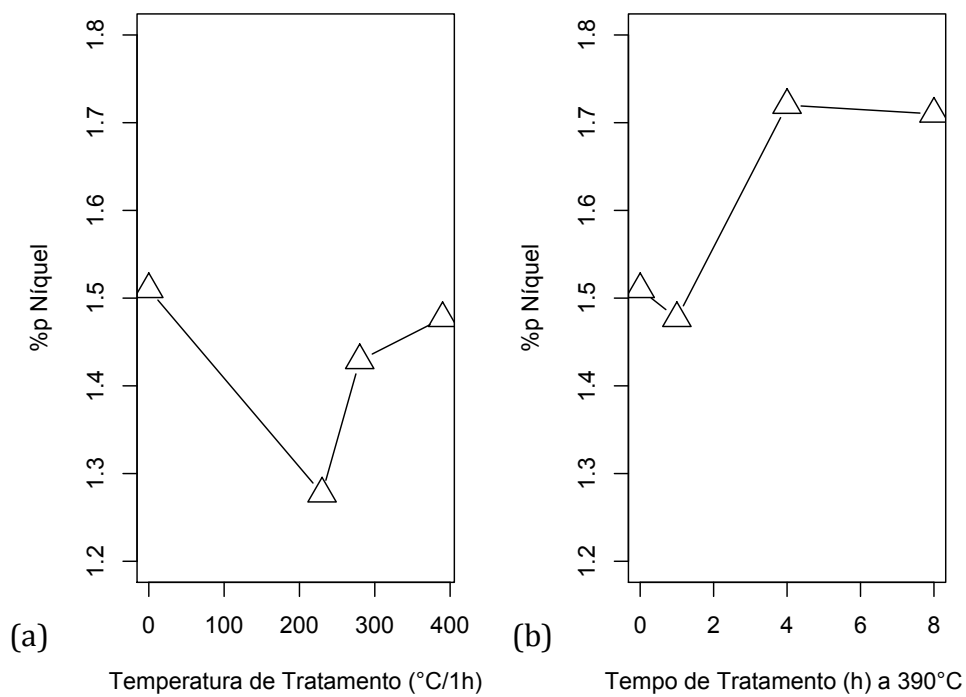 1.8
1.7
1.6
1.5
1.4
1.3
1.2
%p Níquel
0 100 200 300 400
(a)
Temperatura de Tratamento (°C/1h)
1.8
1.7
1.6
1.5
1.4
1.3
1.2
%p Níquel
0 2 4 6 8
(b)
Tempo de Tratamento (h) a 390°C